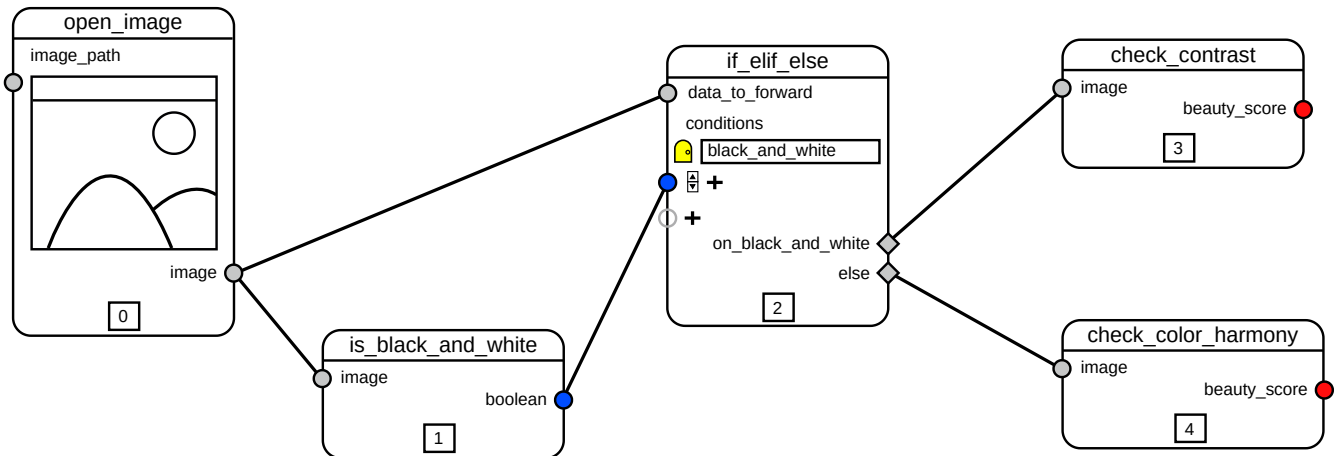 open_image
image_path
image
0
is_black_and_white
image
boolean
1
if_elif_else
data_to_forward
conditions
black_and_white
on_black_and_white
else
2
check_contrast
image
beauty_score
3
check_color_harmony
image
beauty_score
4